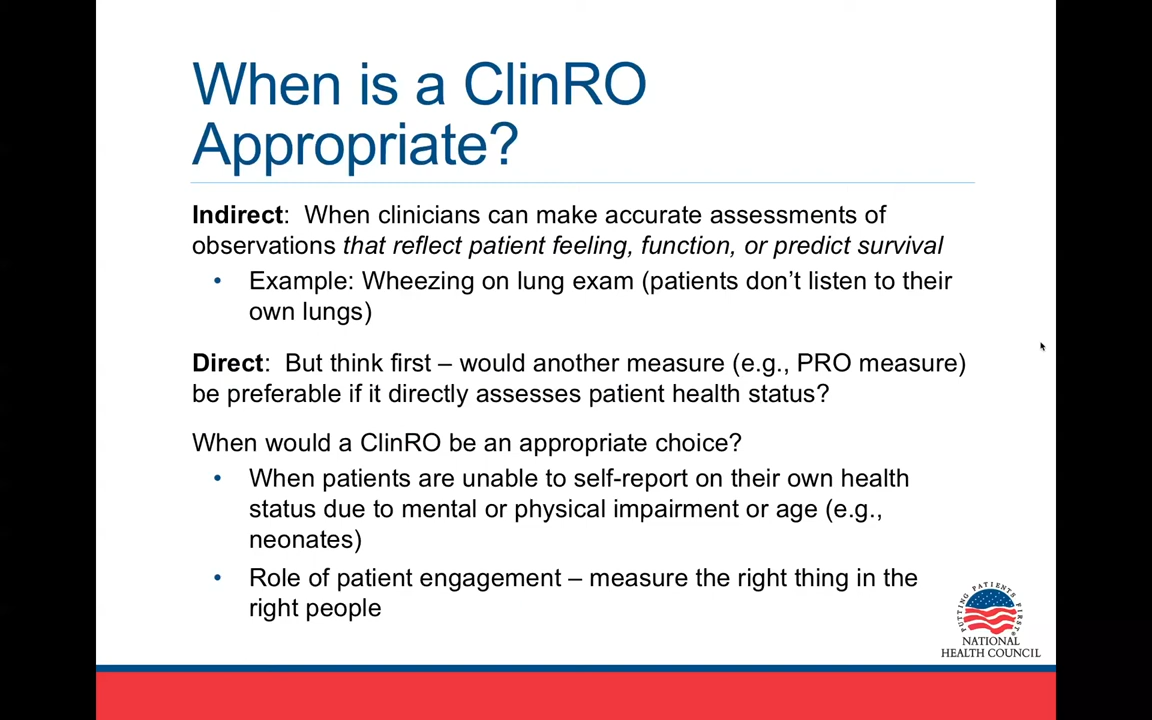 When is a ClinRO
Appropriate?
Indirect:  When clinicians can make accurate assessments of
observations that reflect patient feeling, function, or predict survival
• Example: Wheezing on lung exam (patients don’t listen to their
own lungs)
Direct:  But think first – would another measure (e.g., PRO measure)
be preferable if it directly assesses patient health status?
When would a ClinRO be an appropriate choice?
• When patients are unable to self-report on their own health
status due to mental or physical impairment or age (e.g.,
neonates)
• Role of patient engagement – measure the right thing in the
right people
PUTTING PATIENTS FIRST®
NATIONAL
HEALTH COUNCIL